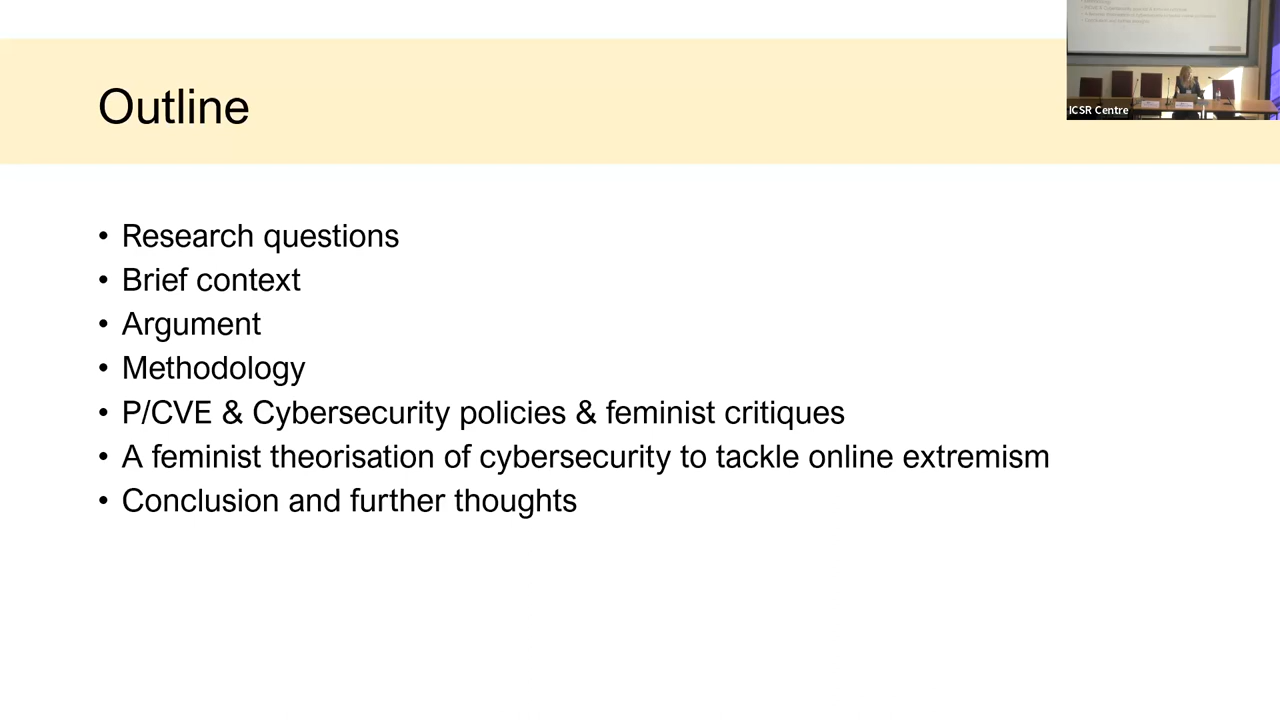 Outline
ICSR Centre
• Research questions
• Brief context
• Argument
• Methodology
• P/CVE & Cybersecurity policies & feminist critiques
• A feminist theorisation of cybersecurity to tackle online extremism
• Conclusion and further thoughts